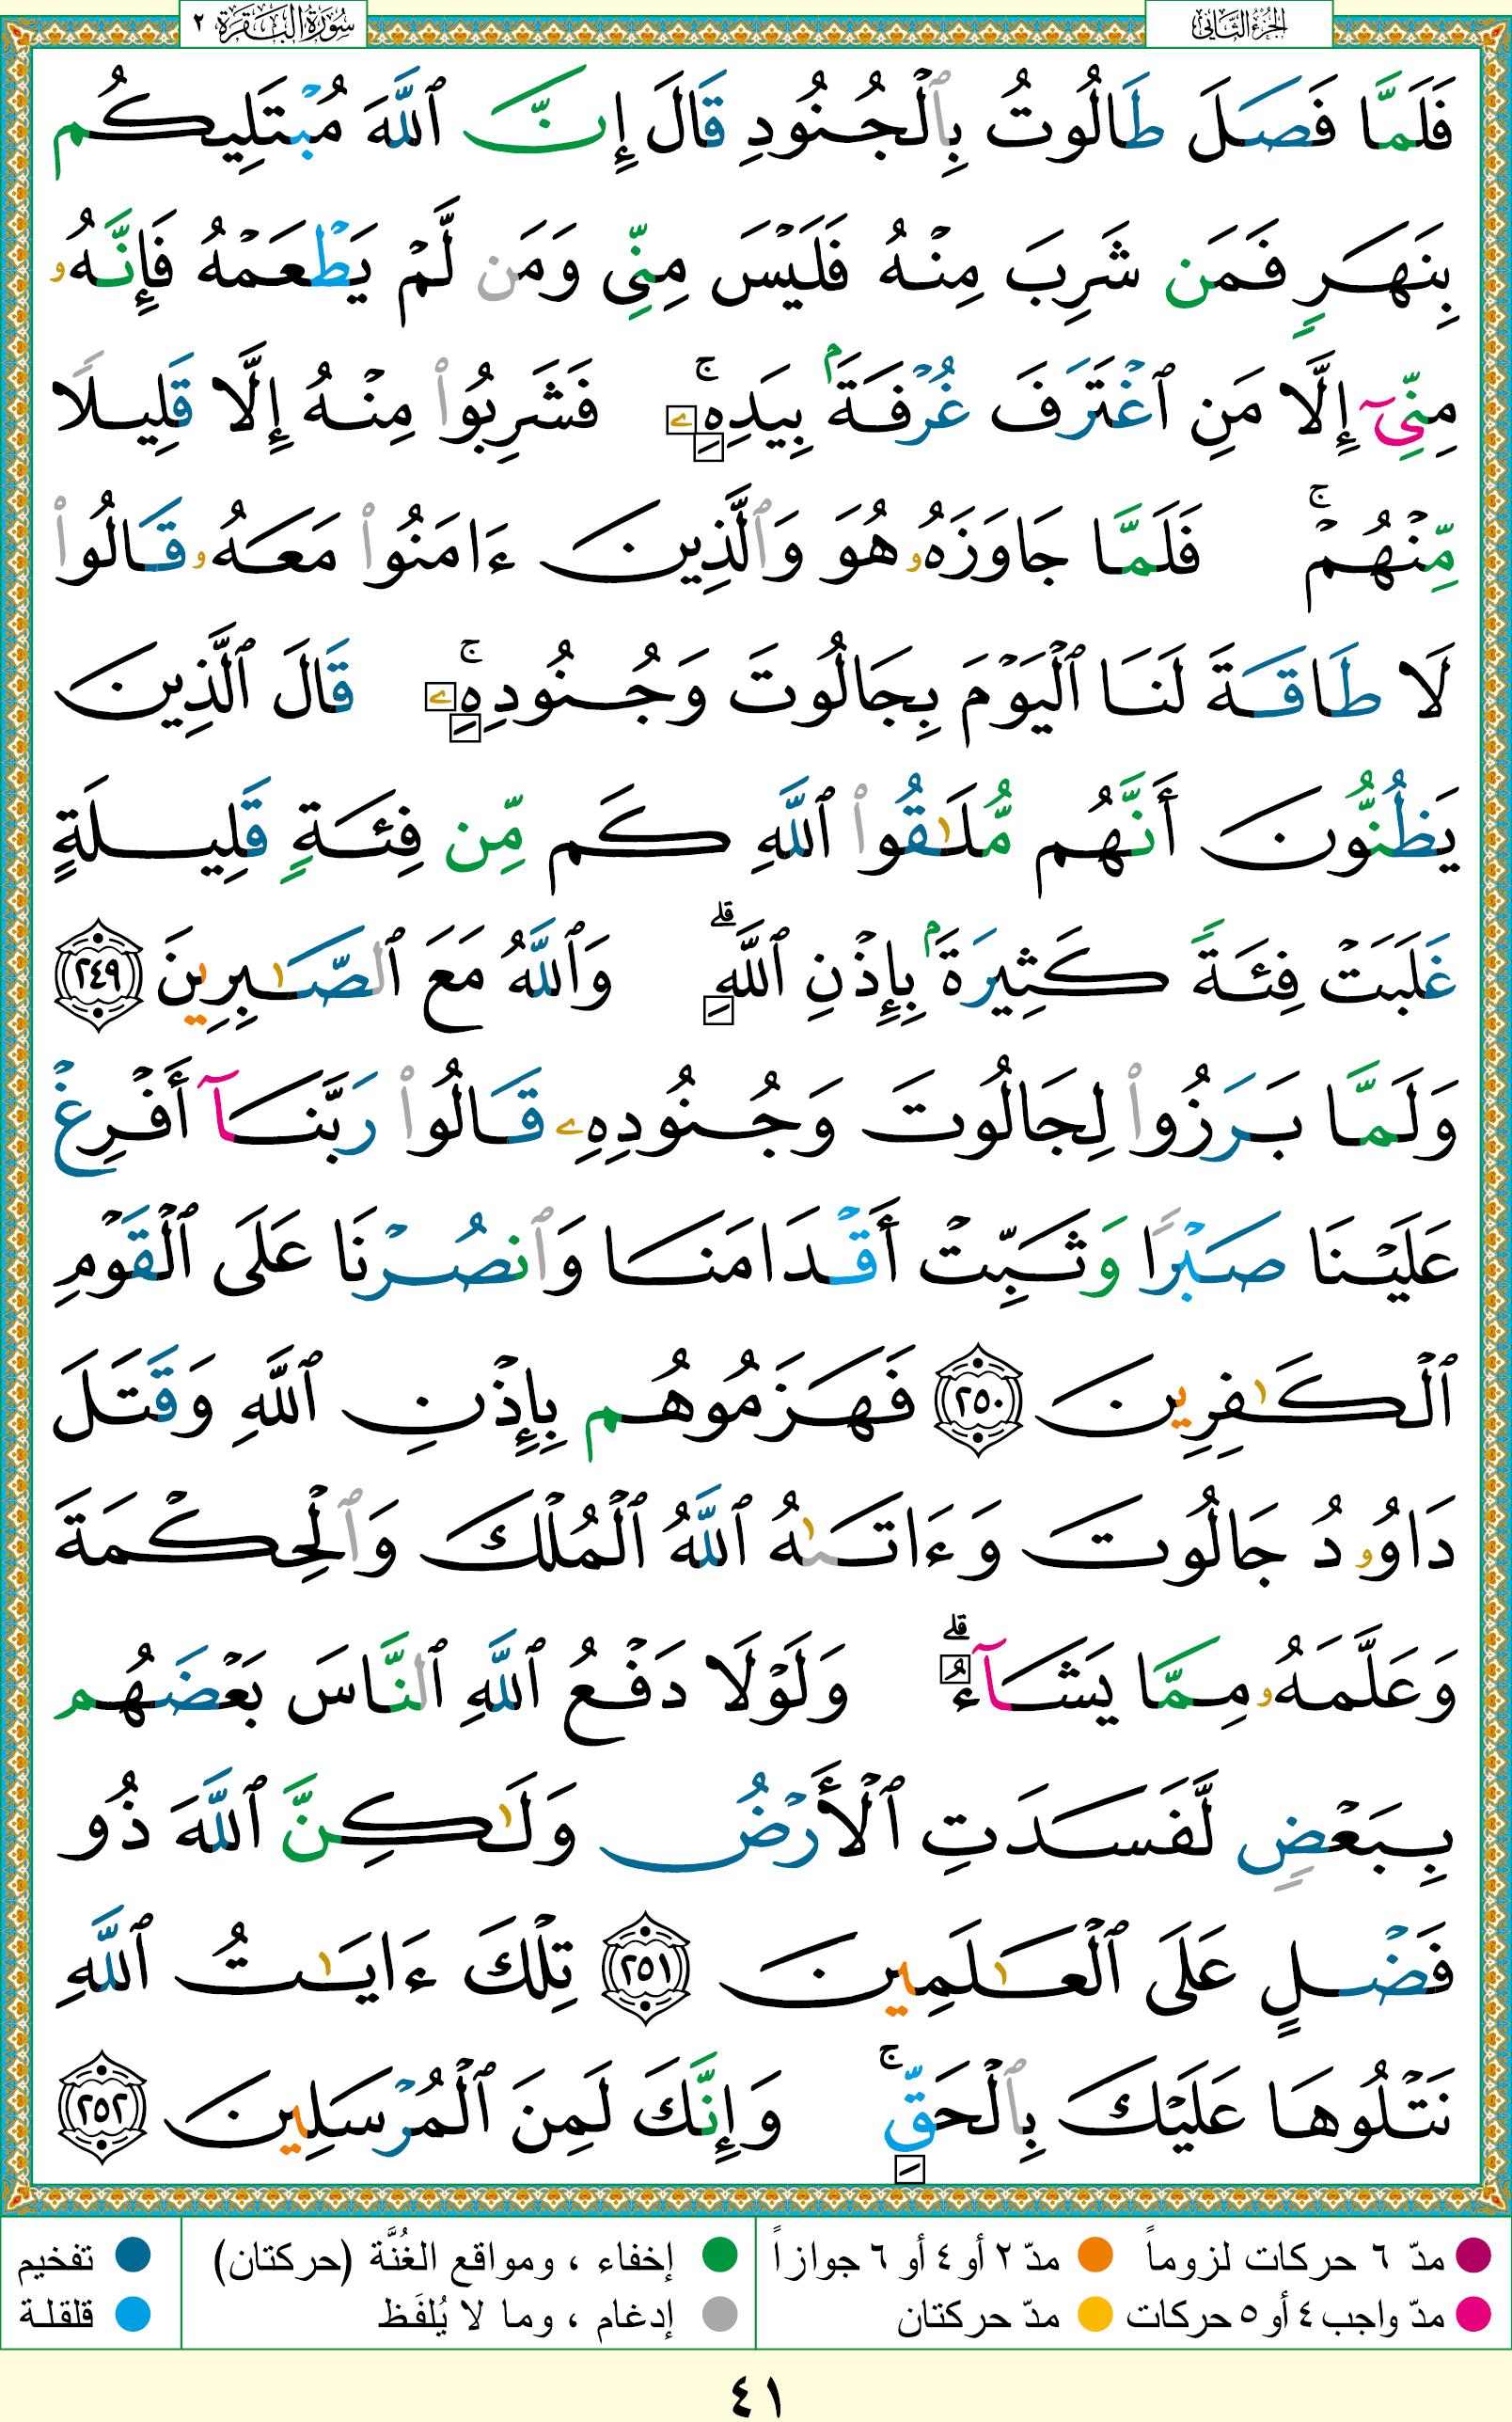 الجزء الثاني
سورة البقرة ٢
فَلَمَّا فَصَلَ طَالُوتُ بِٱلْجُنُودِ قَالَ إِنَّ ٱللَّهَ مُبْتَلِيكُم
بِنَهَرٍ فَمَن شَرِبَ مِنْهُ فَلَيْسَ مِنِّي وَمَن لَّمْ يَطْعَمْهُ فَإِنَّهُۥ
مِنِّيٓ إِلَّا مَنِ ٱغْتَرَفَ غُرْفَةَۢ بِيَدِهِۦۚ فَشَرِبُوا۟ مِنْهُ إِلَّا قَلِيلًا
مِّنْهُمْۚ فَلَمَّا جَاوَزَهُۥ هُوَ وَٱلَّذِينَ ءَامَنُوا۟ مَعَهُۥ قَالُوا۟
لَا طَاقَةَ لَنَا ٱلْيَوْمَ بِجَالُوتَ وَجُنُودِهِۦۚ قَالَ ٱلَّذِينَ
يَظُنُّونَ أَنَّهُم مُّلَـٰقُوا۟ ٱللَّهِ كَم مِّن فِئَةٍ قَلِيلَةٍ
غَلَبَتْ فِئَةً كَثِيرَةَۢ بِإِذْنِ ٱللَّهِۗ وَٱللَّهُ مَعَ ٱلصَّـٰبِرِينَ ٢٤٩
وَلَمَّا بَرَزُوا۟ لِجَالُوتَ وَجُنُودِهِۦ قَالُوا۟ رَبَّنَآ أَفْرِغْ
عَلَيْنَا صَبْرًا وَثَبِّتْ أَقْدَامَنَا وَٱنصُرْنَا عَلَى ٱلْقَوْمِ
ٱلْكَـٰفِرِينَ ٢٥٠ فَهَزَمُوهُم بِإِذْنِ ٱللَّهِ وَقَتَلَ
دَاوُۥدُ جَالُوتَ وَءَاتَىٰهُ ٱللَّهُ ٱلْمُلْكَ وَٱلْحِكْمَةَ
وَعَلَّمَهُۥ مِمَّا يَشَآءُۗ وَلَوْلَا دَفْعُ ٱللَّهِ ٱلنَّاسَ بَعْضَهُم
بِبَعْضٍ لَّفَسَدَتِ ٱلْأَرْضُ وَلَـٰكِنَّ ٱللَّهَ ذُو
فَضْلٍ عَلَى ٱلْعَـٰلَمِينَ ٢٥١ تِلْكَ ءَايَـٰتُ ٱللَّهِ
نَتْلُوهَا عَلَيْكَ بِٱلْحَقِّۚ وَإِنَّكَ لَمِنَ ٱلْمُرْسَلِينَ ٢٥٢
مدّ ٦ حركات لزوماً
مدّ ٢ أو ٤ أو ٦ جوازاً
إخفاء ، ومواقع الغُنَّة (حركتان)
تفخيم
مدّ واجب ٤ أو ٥ حركات
مدّ حركتان
إدغام ، وما لا يُلفَظ
قلقلة
٤١